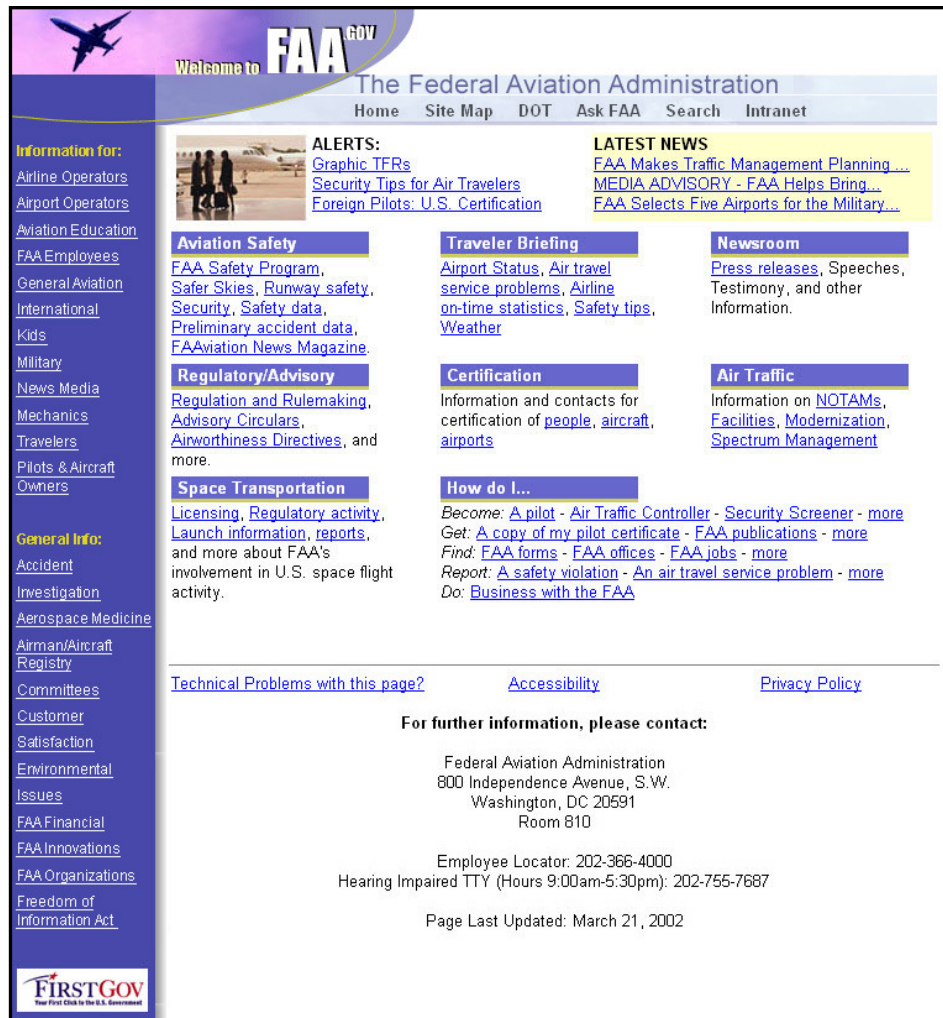 Welcome to FAA.GOV
The Federal Aviation Administration
Home Site Map DOT Ask FAA Search Intranet
Information for:
Airline Operators
Airport Operators
Aviation Education
FAA Employees
General Aviation
International
Kids
Military
News Media
Mechanics
Travelers
Pilots & Aircraft
Owners
General Info:
Accident
Investigation
Aerospace Medicine
Airman/Aircraft
Registry
Committees
Customer
Satisfaction
Environmental
Issues
FAA Financial
FAA Innovations
FAA Organizations
Freedom of
Information Act
FIRSTGOV
Your First Click to the U.S. Government
ALERTS:
Graphic TFRs
Security Tips for Air Travelers
Foreign Pilots: U.S. Certification
LATEST NEWS
FAA Makes Traffic Management Planning ...
MEDIA ADVISORY - FAA Helps Bring...
FAA Selects Five Airports for the Military...
Aviation Safety
FAA Safety Program,
Safer Skies, Runway safety,
Security, Safety data,
Preliminary accident data,
FAAviation News Magazine.
Traveler Briefing
Airport Status, Air travel
service problems, Airline
on-time statistics, Safety tips,
Weather
Newsroom
Press releases, Speeches,
Testimony, and other
Information.
Regulatory/Advisory
Regulation and Rulemaking,
Advisory Circulars,
Airworthiness Directives, and
more.
Certification
Information and contacts for
certification of people, aircraft,
airports
Air Traffic
Information on NOTAMs,
Facilities, Modernization,
Spectrum Management
Space Transportation
Licensing, Regulatory activity,
Launch information, reports,
and more about FAA's
involvement in U.S. space flight
activity.
How do I...
Become: A pilot - Air Traffic Controller - Security Screener - more
Get: A copy of my pilot certificate - FAA publications - more
Find: FAA forms - FAA offices - FAA jobs - more
Report: A safety violation - An air travel service problem - more
Do: Business with the FAA
Technical Problems with this page? Accessibility Privacy Policy
For further information, please contact:
Federal Aviation Administration
800 Independence Avenue, S.W.
Washington, DC 20591
Room 810
Employee Locator: 202-366-4000
Hearing Impaired TTY (Hours 9:00am-5:30pm): 202-755-7687
Page Last Updated: March 21, 2002